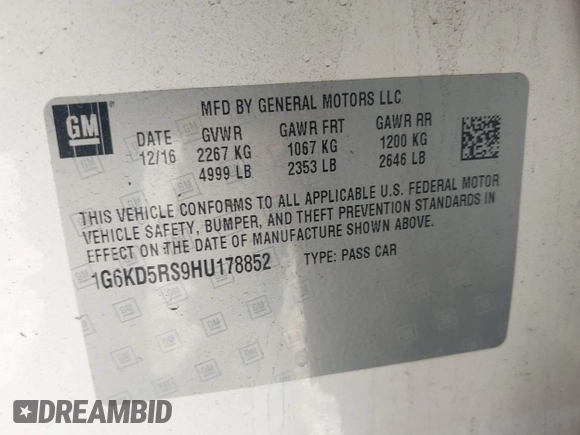 GM
MFD BY GENERAL MOTORS LLC
DATE GVWR GAWR FRT GAWR RR
12/16 2267 KG 1067 KG 1200 KG
4999 LB 2353 LB 2646 LB
THIS VEHICLE CONFORMS TO ALL APPLICABLE U.S. FEDERAL MOTOR
VEHICLE SAFETY, BUMPER, AND THEFT PREVENTION STANDARDS IN
EFFECT ON THE DATE OF MANUFACTURE SHOWN ABOVE.
1G6KD5RS9HU178852 TYPE: PASS CAR
DREAMBID